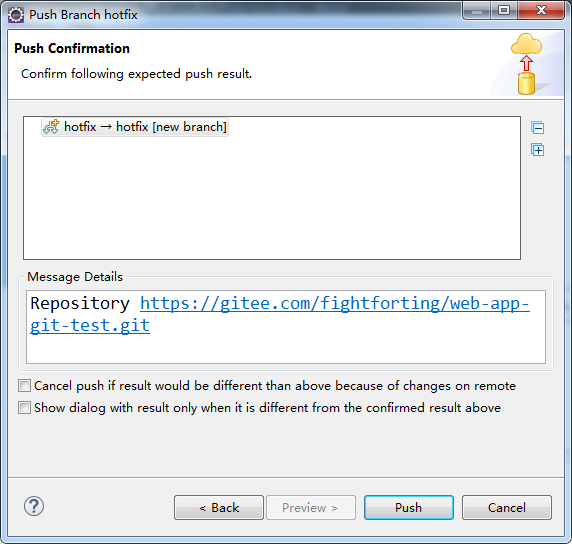 Push Branch hotfix
Push Confirmation
Confirm following expected push result.
hotfix → hotfix [new branch]
Message Details
Repository https://gitee.com/fightforting/web-app-
git-test.git
Cancel push if result would be different than above because of changes on remote
Show dialog with result only when it is different from the confirmed result above
< Back
Preview >
Push
Cancel